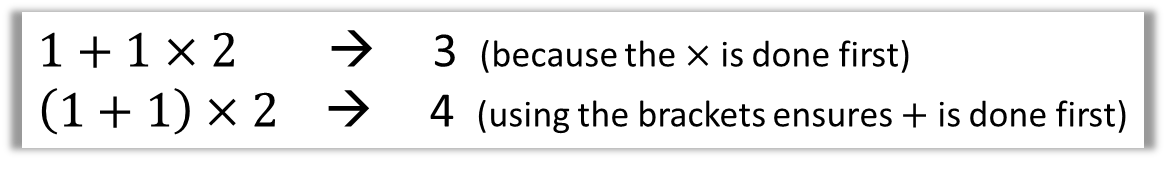 1 + 1 × 2 → 3 (because the × is done first)
(1 + 1) × 2 → 4 (using the brackets ensures + is done first)